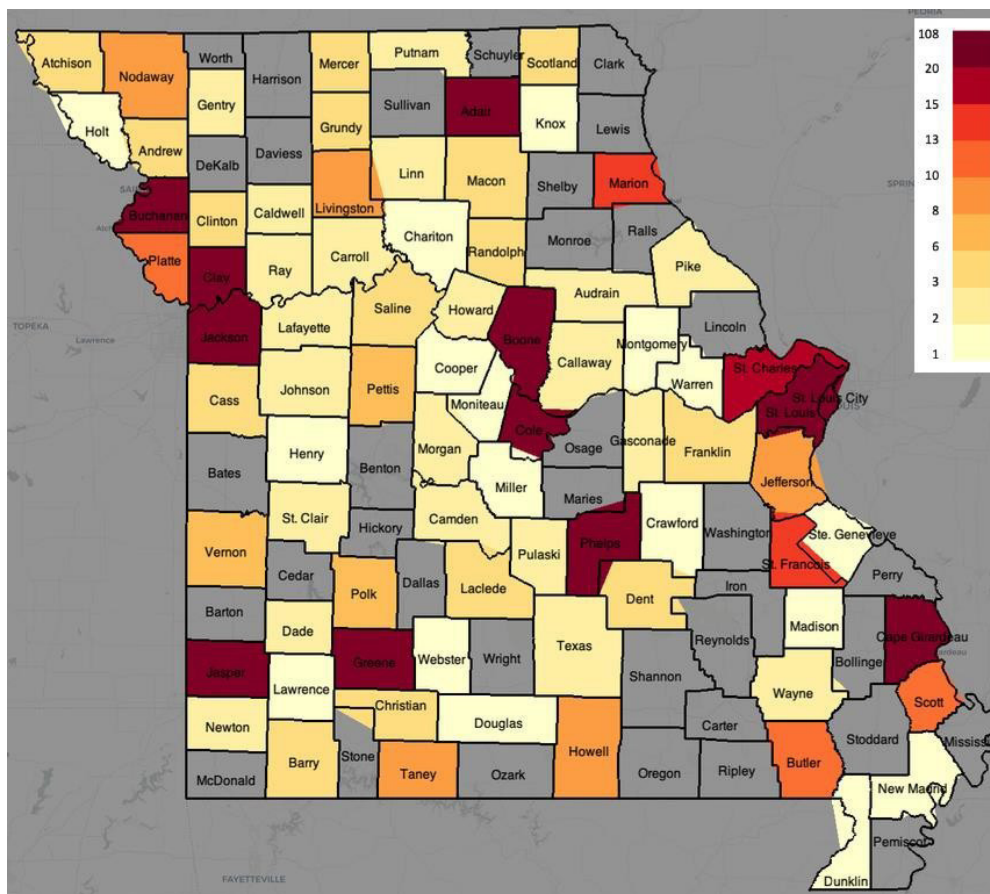 PEORIA
Atchison
Nodaway
Worth
Harrison
Mercer
Putnam
Schuyler
Scotland
Clark
108
20
15
13
10
8
6
3
2
1
Holt
Gentry
Sullivan
Adair
Knox
Lewis
Andrew
DeKalb
Daviess
Grundy
Linn
Macon
Shelby
Marion
SPRIN
Buchanan
Clinton
Caldwell
Livingston
Chariton
Randolph
Monroe
Ralls
Platte
Clay
Ray
Carroll
Pike
TOPEKA
Lawrence
Jackson
Lafayette
Saline
Howard
Boone
Audrain
Lincoln
Cass
Johnson
Pettis
Cooper
Moniteau
Callaway
Montgomery
Warren
St. Charles
St. Louis City
St. Louis
Bates
Henry
Benton
Morgan
Cole
Osage
Gasconade
Franklin
Jefferson
Miller
Maries
Vernon
St. Clair
Hickory
Camden
Pulaski
Phelps
Crawford
Washington
Ste. Genevieve
St. Francois
Perry
Cedar
Polk
Dallas
Laclede
Dent
Iron
Barton
Dade
Texas
Reynolds
Madison
Bollinger
Cape Girardeau
Jasper
Lawrence
Greene
Webster
Wright
Shannon
Wayne
Scott
Newton
Christian
Douglas
Howell
Carter
Butler
Stoddard
Mississi
McDonald
Barry
Stone
Taney
Ozark
Oregon
Ripley
New Madrid
Pemiscot
Dunklin
FAYETTEVILLE